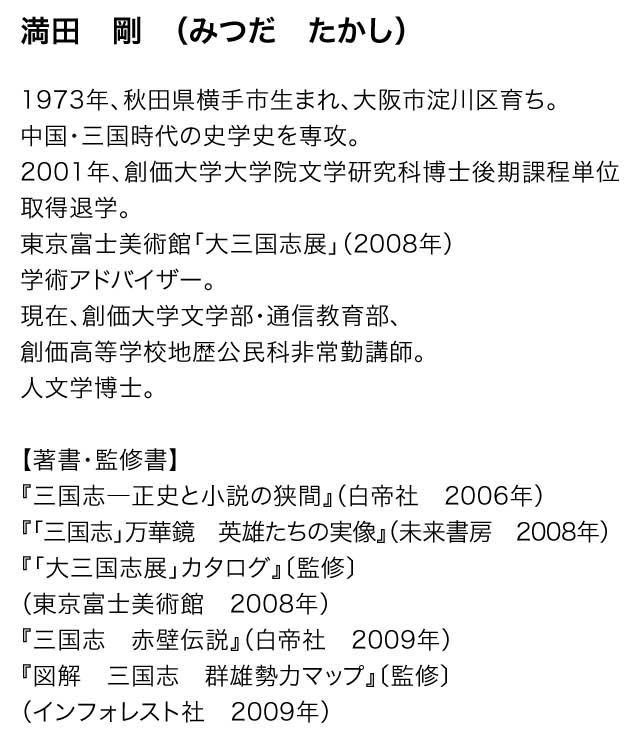 満田　剛　（みつだ　たかし）
1973年、秋田県横手市生まれ、大阪市淀川区育ち。
中国・三国時代の史学史を専攻。
2001年、創価大学大学院文学研究科博士後期課程単位
取得退学。
東京富士美術館「大三国志展」（2008年）
学術アドバイザー。
現在、創価大学文学部・通信教育部、
創価高等学校地歴公民科非常勤講師。
人文学博士。
【著書・監修書】
『三国志―正史と小説の狭間』（白帝社　2006年）
『「三国志」万華鏡　英雄たちの実像』（未来書房　2008年）
『「大三国志展」カタログ』〔監修〕
（東京富士美術館　2008年）
『三国志　赤壁伝説』（白帝社　2009年）
『図解　三国志　群雄勢力マップ』〔監修〕
（インフォレスト社　2009年）